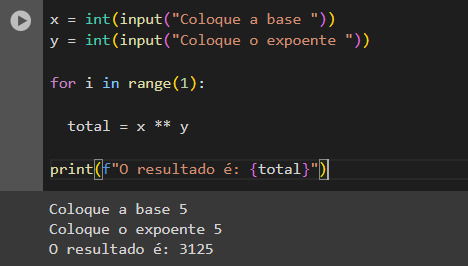 x = int(input("Coloque a base "))
y = int(input("Coloque o expoente "))
for i in range(1):
total = x ** y
print(f"O resultado é: {total}")
Coloque a base 5
Coloque o expoente 5
O resultado é: 3125